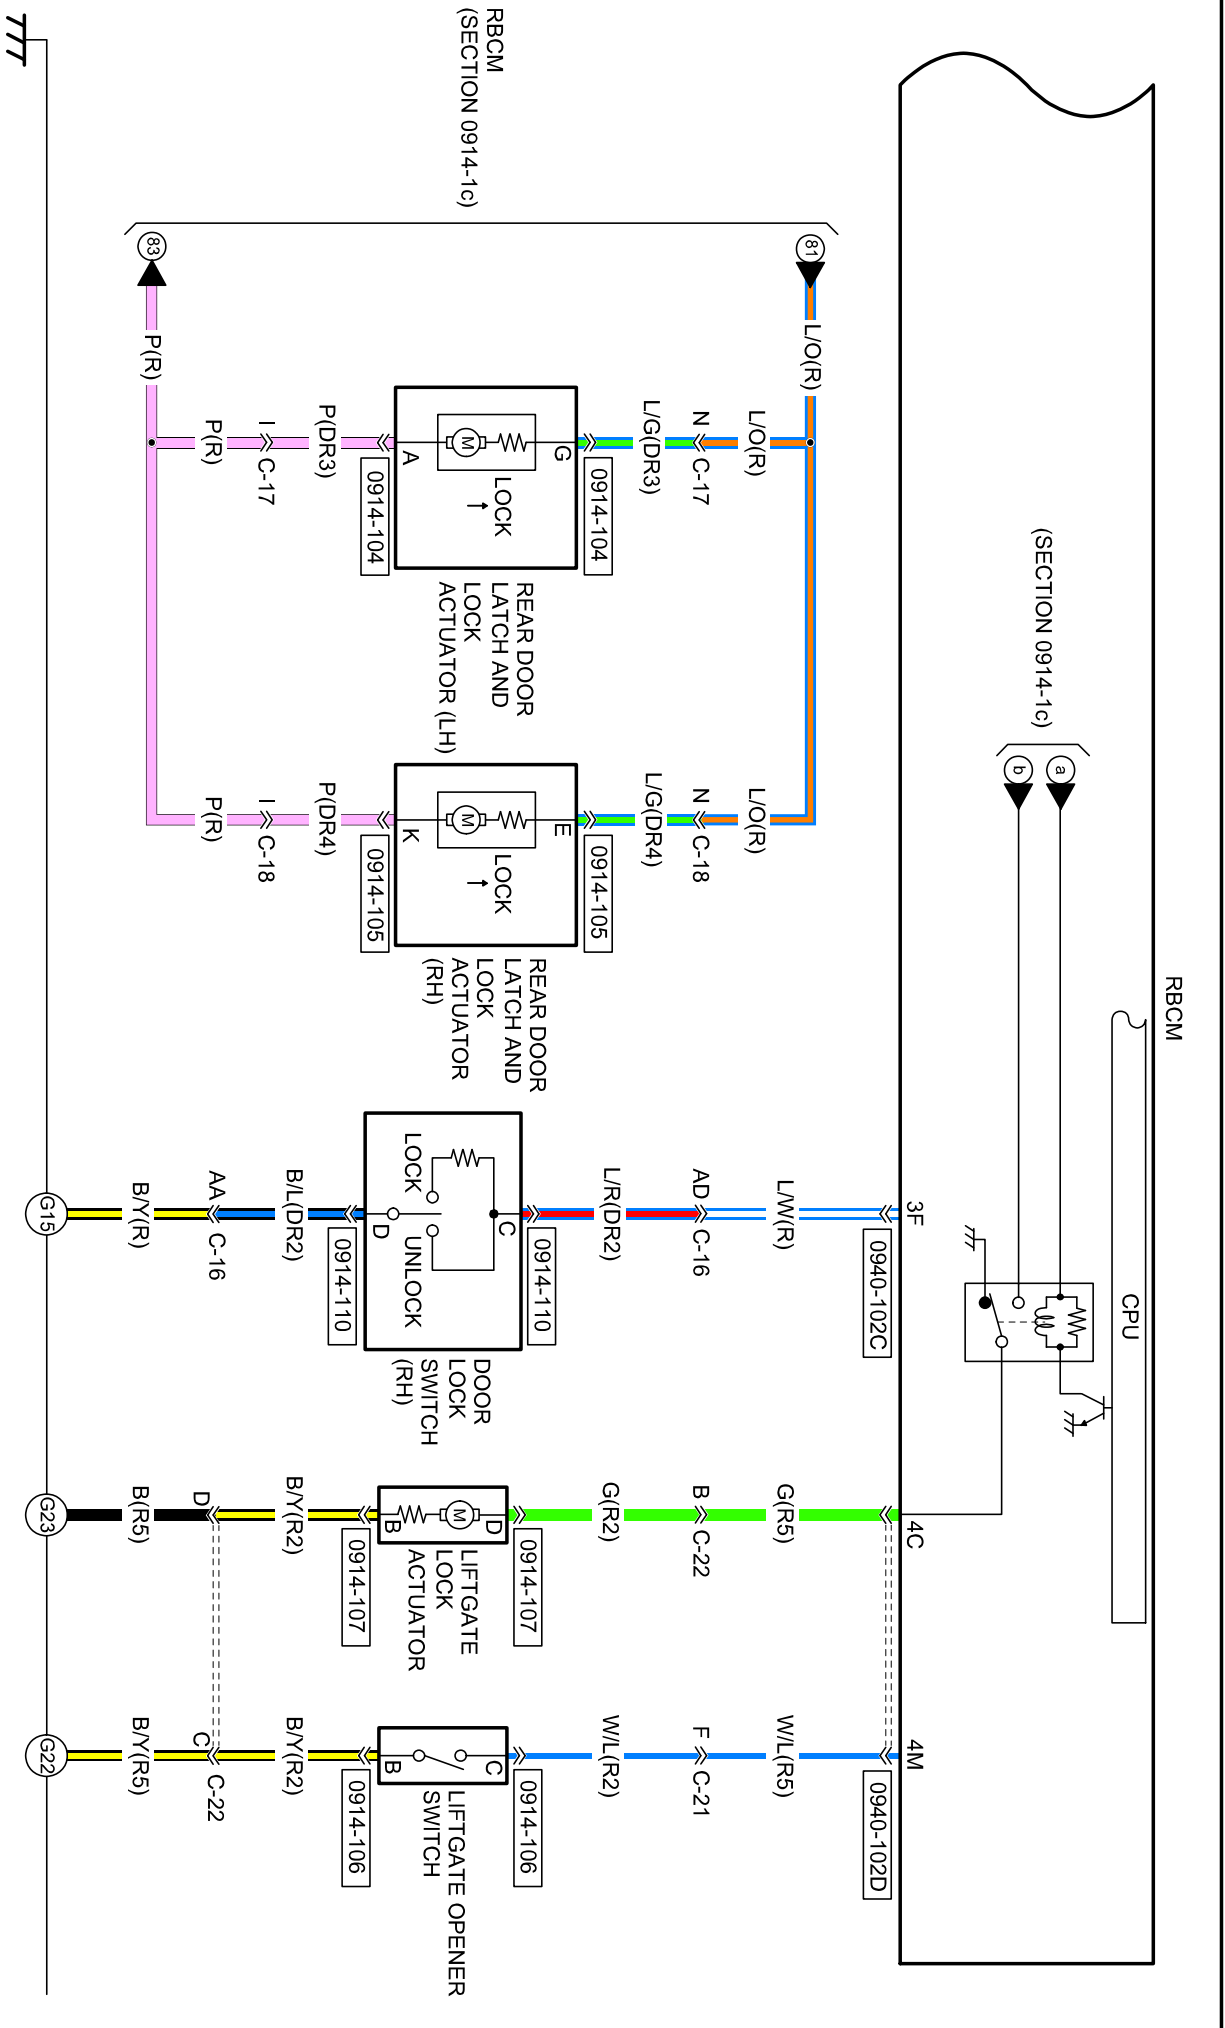 RBCM
CPU
(SECTION 0914-1c)
a
b
3F
4C
4M
0940-102C
0940-102D
RBCM
(SECTION 0914-1c)
81
L/O(R)
L/O(R)
L/O(R)
L/W(R)
G(R5)
W/L(R5)
N C-17
N C-18
AD C-16
B C-22
F C-21
L/G(DR3)
L/G(DR4)
L/R(DR2)
G(R2)
W/L(R2)
0914-104
0914-105
0914-110
0914-107
0914-106
G
M
LOCK
A
REAR DOOR
LATCH AND
LOCK
ACTUATOR (LH)
E
M
LOCK
K
REAR DOOR
LATCH AND
LOCK
ACTUATOR
(RH)
C
LOCK
UNLOCK
D
DOOR
LOCK
SWITCH
(RH)
D
M
B
LIFTGATE
LOCK
ACTUATOR
C
B
LIFTGATE OPENER
SWITCH
0914-104
0914-105
0914-110
0914-107
0914-106
P(DR3)
P(DR4)
B/L(DR2)
B/Y(R2)
B/Y(R2)
I C-17
I C-18
AA C-16
D
C C-22
P(R)
P(R)
83
P(R)
B/Y(R)
B(R5)
B/Y(R5)
G15
G23
G22